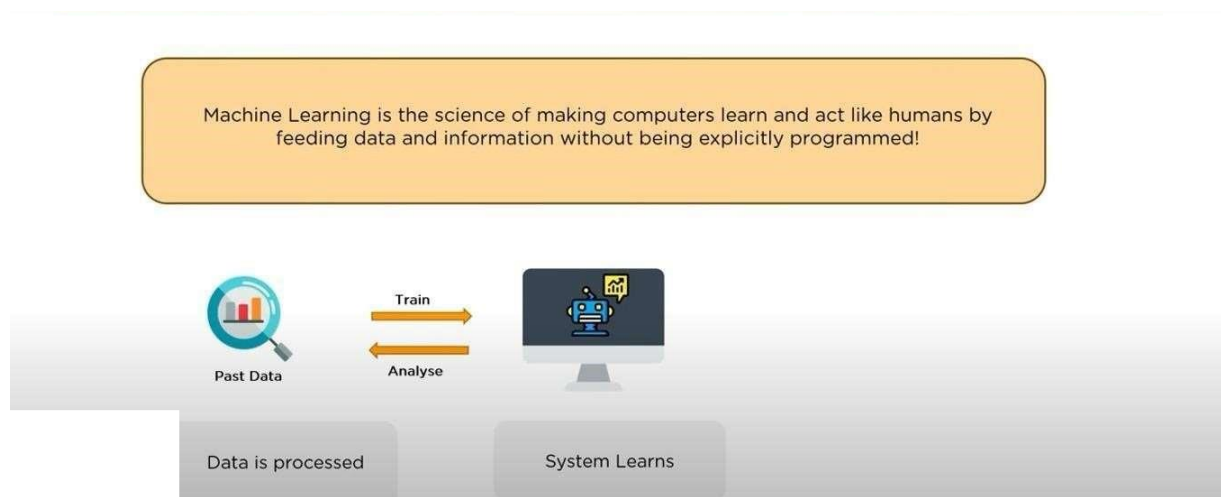 Machine Learning is the science of making computers learn and act like humans by
feeding data and information without being explicitly programmed!
Train
Analyse
Past Data
Data is processed
System Learns